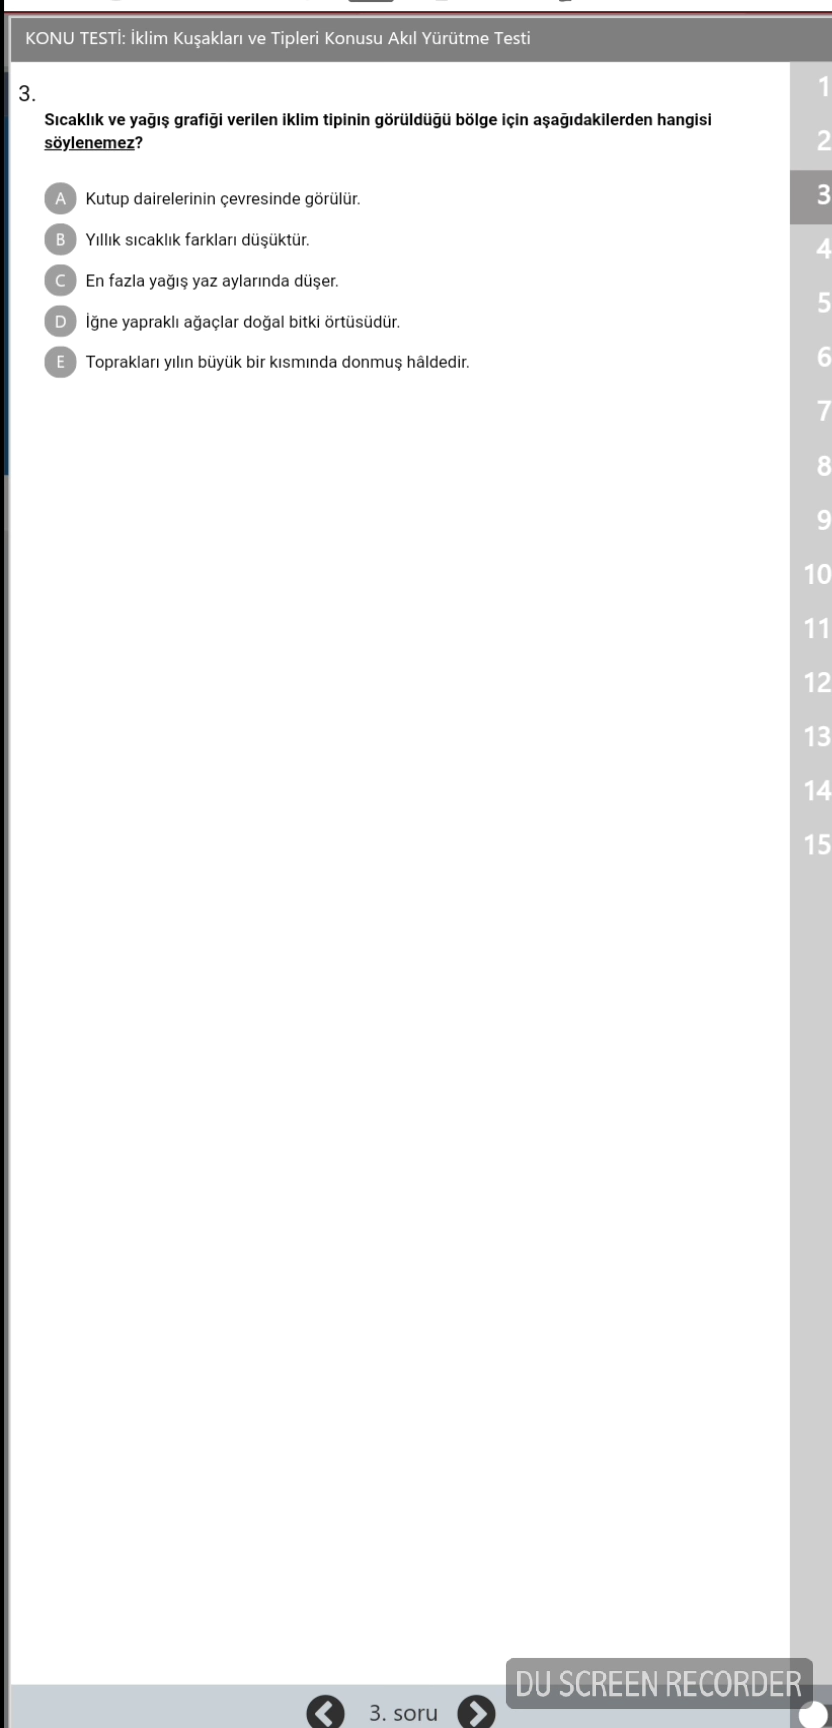 KONU TESTİ: İklim Kuşakları ve Tipleri Konusu Akıl Yürütme Testi
3.
Sıcaklık ve yağış grafiği verilen iklim tipinin görüldüğü bölge için aşağıdakilerden hangisi
söylenemez?
A Kutup dairelerinin çevresinde görülür.
B Yıllık sıcaklık farkları düşüktür.
C En fazla yağış yaz aylarında düşer.
D İğne yapraklı ağaçlar doğal bitki örtüsüdür.
E Toprakları yılın büyük bir kısmında donmuş hâldedir.
1
2
3
4
5
6
7
8
9
10
11
12
13
14
15
DU SCREEN RECORDER
3. soru